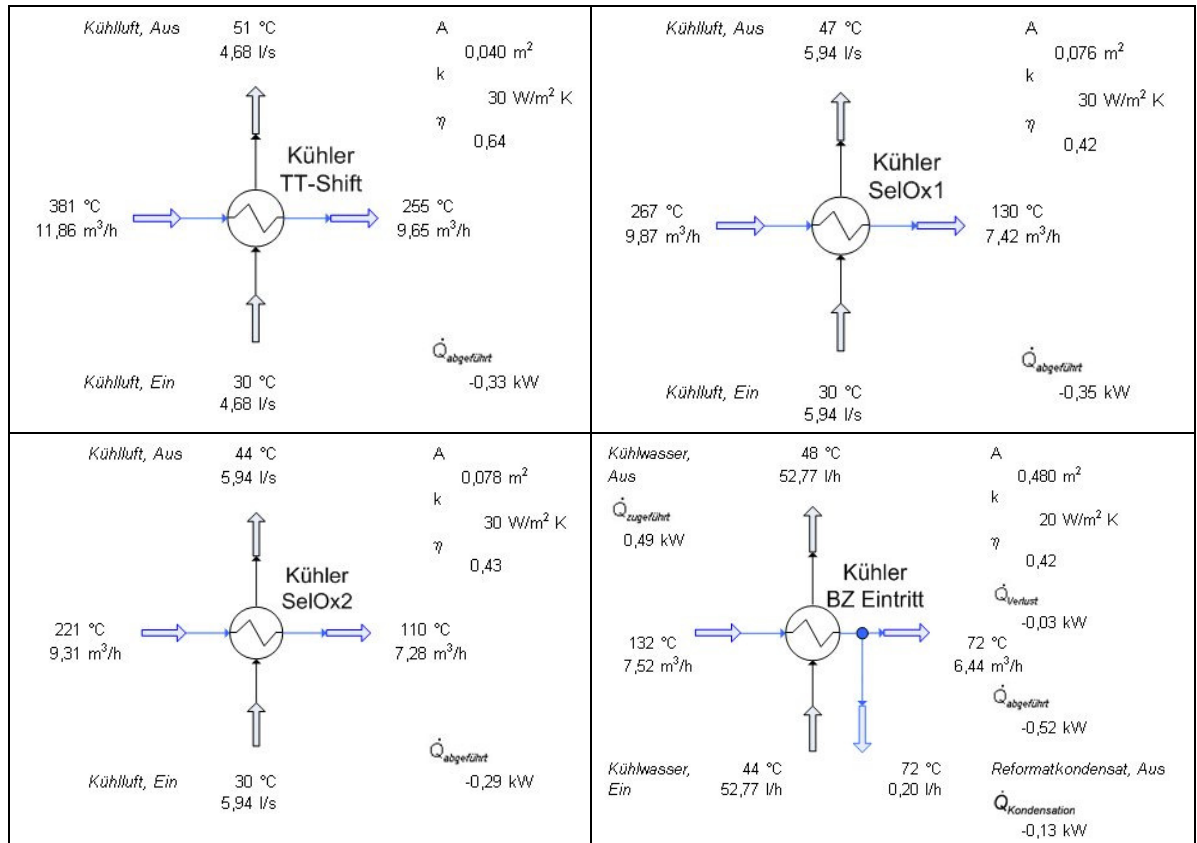 Kühlluft, Aus 51 °C A
4,68 l/s 0,040 m²
k
30 W/m² K
η
0,64
Kühler
TT-Shift
381 °C 255 °C
11,86 m³/h 9,65 m³/h
Q̇abgeführt
Kühlluft, Ein 30 °C -0,33 kW
4,68 l/s
Kühlluft, Aus 47 °C A
5,94 l/s 0,076 m²
k
30 W/m² K
η
0,42
Kühler
SelOx1
267 °C 130 °C
9,87 m³/h 7,42 m³/h
Q̇abgeführt
Kühlluft, Ein 30 °C -0,35 kW
5,94 l/s
Kühlluft, Aus 44 °C A
5,94 l/s 0,078 m²
k
30 W/m² K
η
0,43
Kühler
SelOx2
221 °C 110 °C
9,31 m³/h 7,28 m³/h
Q̇abgeführt
Kühlluft, Ein 30 °C -0,29 kW
5,94 l/s
Kühlwasser, 48 °C A
Aus 52,77 l/h 0,480 m²
k
Q̇zugeführt 20 W/m² K
0,49 kW η
0,42
Kühler
BZ Eintritt
Q̇Verlust
-0,03 kW
132 °C 72 °C
7,52 m³/h 6,44 m³/h
Q̇abgeführt
-0,52 kW
Kühlwasser, 44 °C 72 °C Reformatkondensat, Aus
Ein 52,77 l/h 0,20 l/h
Q̇Kondensation
-0,13 kW